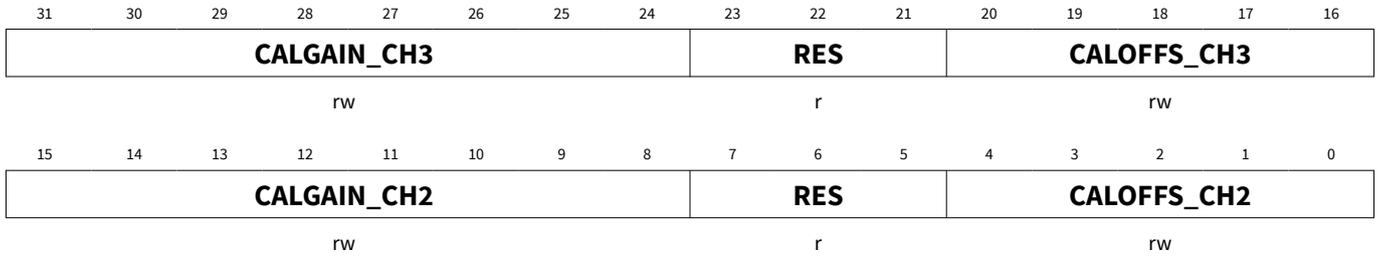 31 30 29 28 27 26 25 24 23 22 21 20 19 18 17 16
CALGAIN_CH3 RES CALOFFS_CH3
rw r rw
15 14 13 12 11 10 9 8 7 6 5 4 3 2 1 0
CALGAIN_CH2 RES CALOFFS_CH2
rw r rw